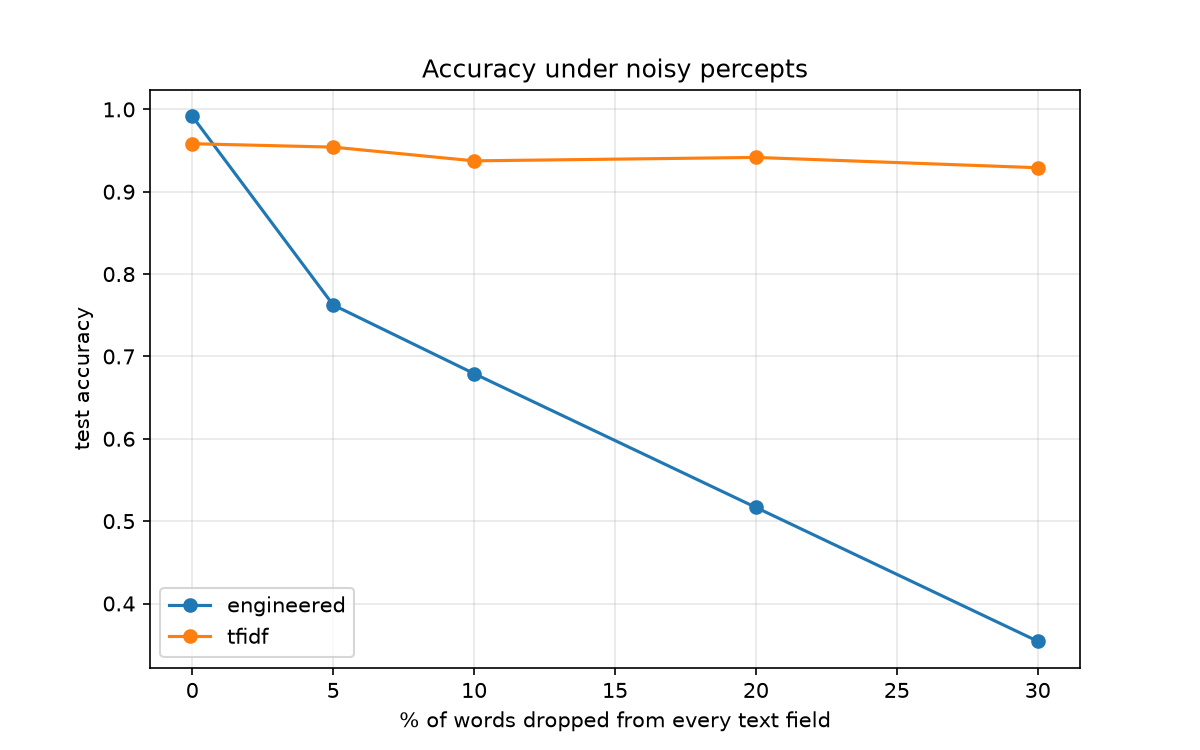 Accuracy under noisy percepts
1.0
0.9
0.8
0.7
0.6
0.5
0.4
test accuracy
engineered
tfidf
0 5 10 15 20 25 30
% of words dropped from every text field